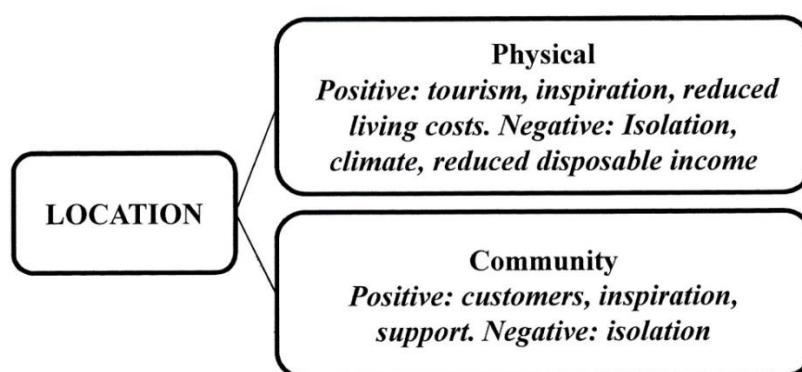 LOCATION
Physical
Positive: tourism, inspiration, reduced
living costs. Negative: Isolation,
climate, reduced disposable income
Community
Positive: customers, inspiration,
support. Negative: isolation